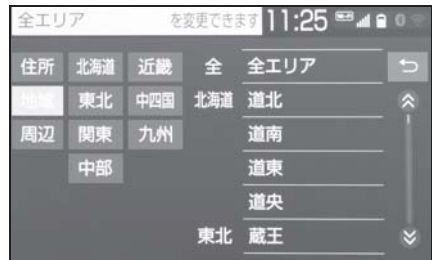 全エリア を変更できます 11:25
住所 北海道 近畿 全 全エリア
地域 東北 中四国 北海道 道北
周辺 関東 九州 道南
中部 道東
道央
東北 蔵王